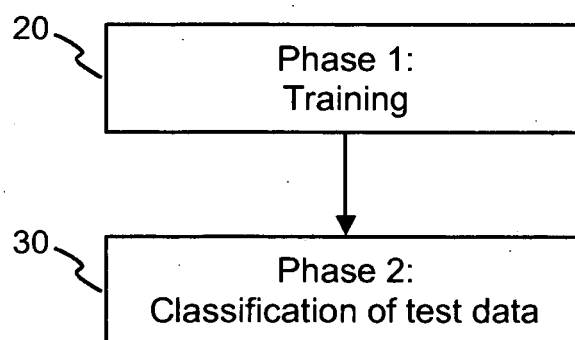 20
Phase 1:
Training
30
Phase 2:
Classification of test data